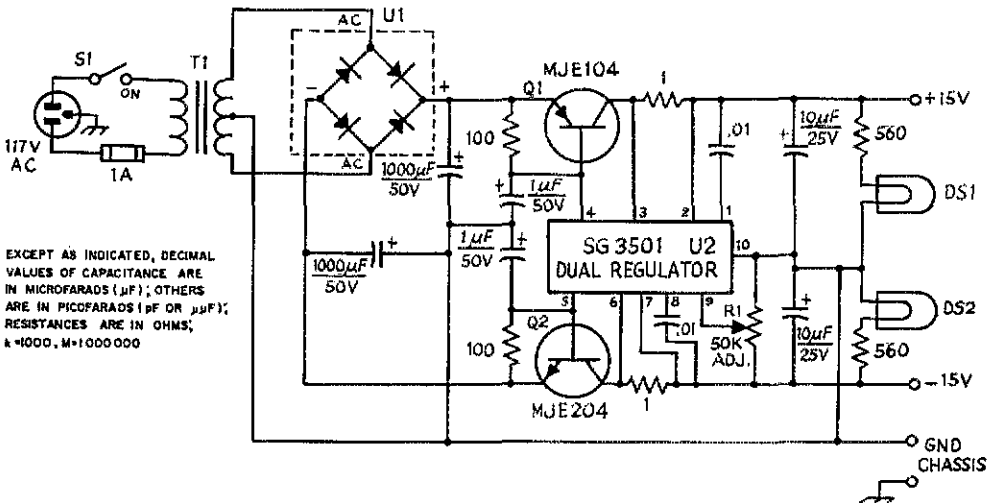 S1
ON
117V
AC
1A
T1
AC
U1
-
+
AC
1000µF
50V
+
1000µF
50V
+
MJE104
Q1
1
100
+
1µF
50V
1µF
50V
+
.01
10µF
25V
+
560
+15V
DS1
4
3
2
1
SG 3501 U2
DUAL REGULATOR
10
5
6
7
8
9
.01
R1
50K
ADJ.
+
10µF
25V
DS2
560
100
Q2
MJE204
1
-15V
GND
CHASSIS
EXCEPT AS INDICATED, DECIMAL
VALUES OF CAPACITANCE ARE
IN MICROFARADS (µF); OTHERS
ARE IN PICOFARADS (pF OR µµF);
RESISTANCES ARE IN OHMS;
k=1000, M=1000 000